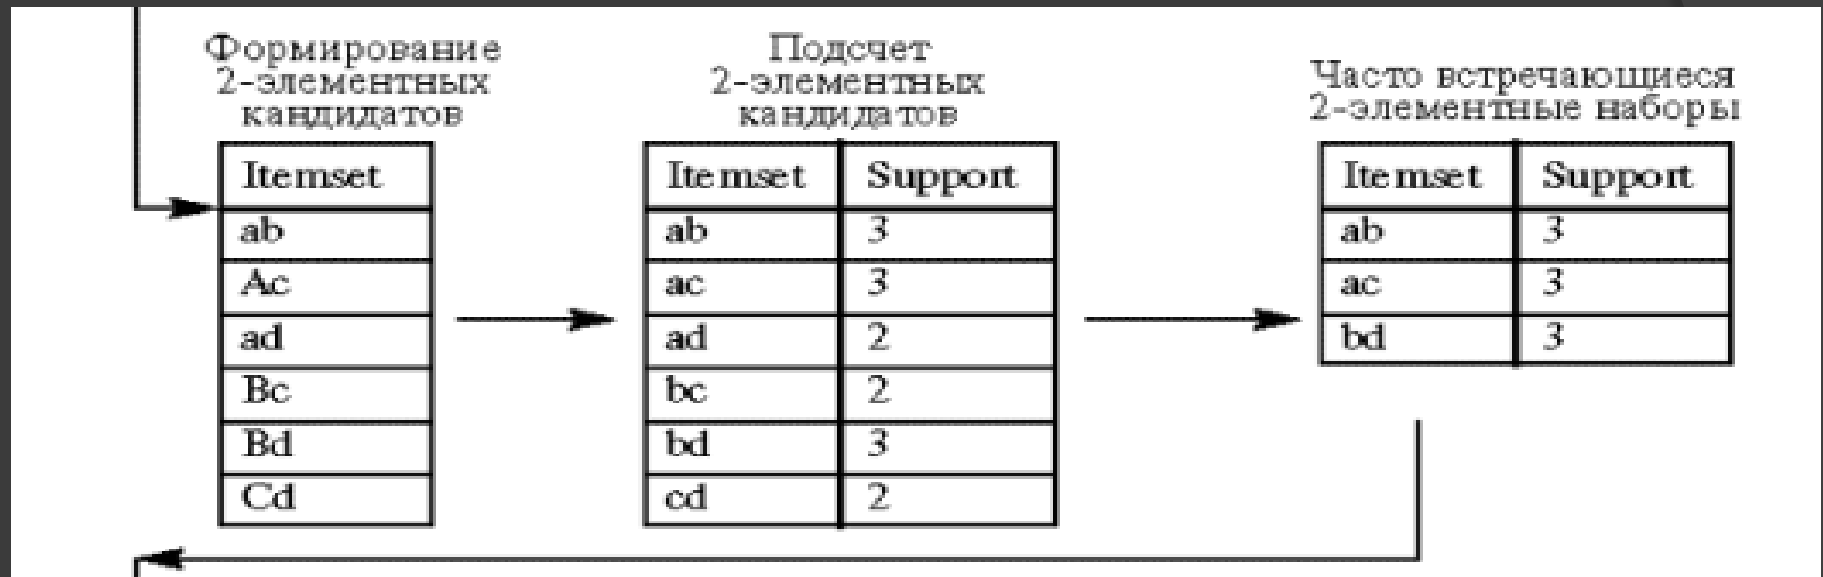 Формирование
2-элементных
кандидатов
Itemset
ab
Ac
ad
Bc
Bd
Cd
Подсчет
2-элементных
кандидатов
Itemset Support
ab 3
ac 3
ad 2
bc 2
bd 3
cd 2
Часто встречающиеся
2-элементные наборы
Itemset Support
ab 3
ac 3
bd 3